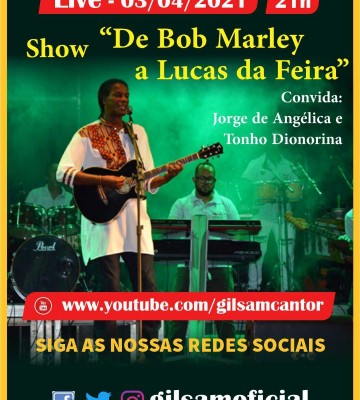 Live - 03/04/2021 21h
Show "De Bob Marley
a Lucas da Feira"
Convida:
Jorge de Angélica e
Tonho Dionorina
Pearl
www.youtube.com/gilsamcantor
SIGA AS NOSSAS REDES SOCIAIS
gilsamoficial